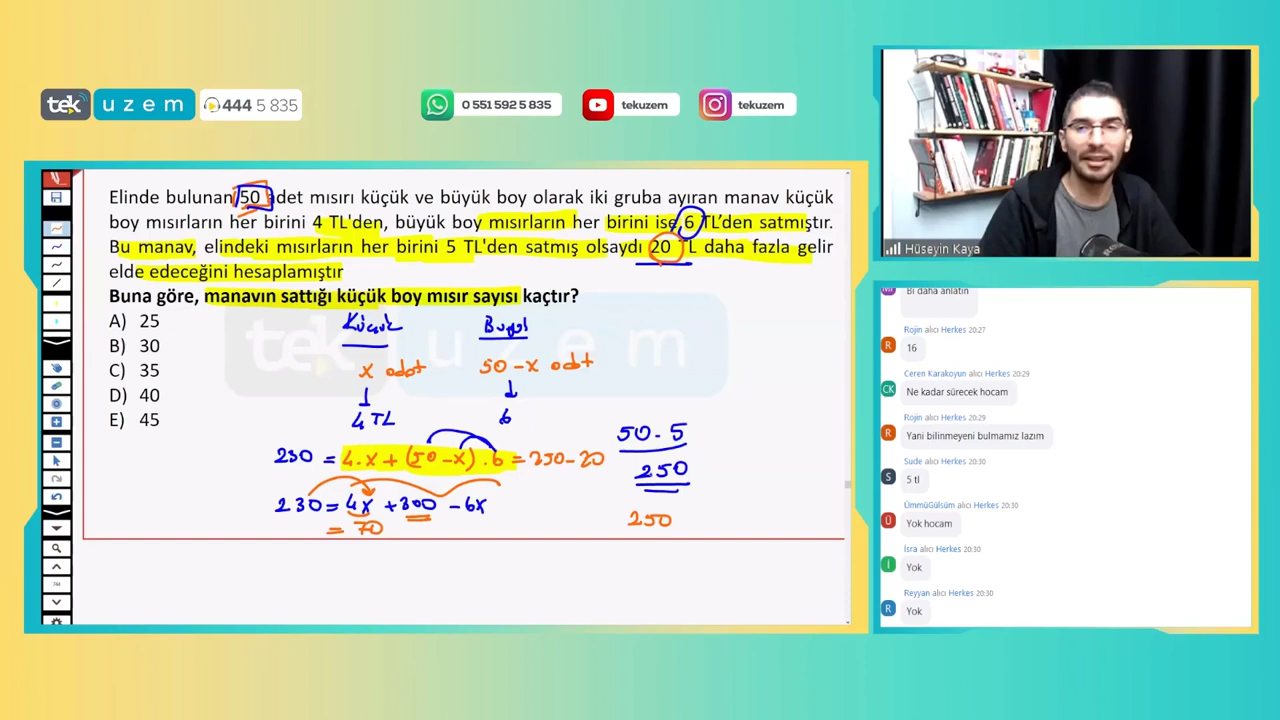 tek uzem 444 5 835
0 551 592 5 835
tekuzem
tekuzem
Elinde bulunan 50 adet mısırı küçük ve büyük boy olarak iki gruba ayıran manav küçük
boy mısırların her birini 4 TL'den, büyük boy mısırların her birini ise 6 TL’den satmıştır.
Bu manav, elindeki mısırların her birini 5 TL'den satmış olsaydı 20 TL daha fazla gelir
elde edeceğini hesaplamıştır
Buna göre, manavın sattığı küçük boy mısır sayısı kaçtır?
A) 25
B) 30
C) 35
D) 40
E) 45
tek uzem
Küçük
x adet
4 TL
50 - x adet
6
230 = 4.x + (50 - x) . 6 = 250 - 20
230 = 4x + 300 - 6x
= 70
50 . 5
250
250
Hüseyin Kaya
Bi daha anlatın
Rojin alıcı Herkes 20:27
R
16
Ceren Karakoyun alıcı Herkes 20:29
CK
Ne kadar sürecek hocam
Rojin alıcı Herkes 20:29
R
Yani bilinmeyeni bulmamız lazım
Sude alıcı Herkes 20:30
S
5 tl
ÜmmüGülsüm alıcı Herkes 20:30
Ü
Yok hocam
İsra alıcı Herkes 20:30
İ
Yok
Reyyan alıcı Herkes 20:30
R
Yok